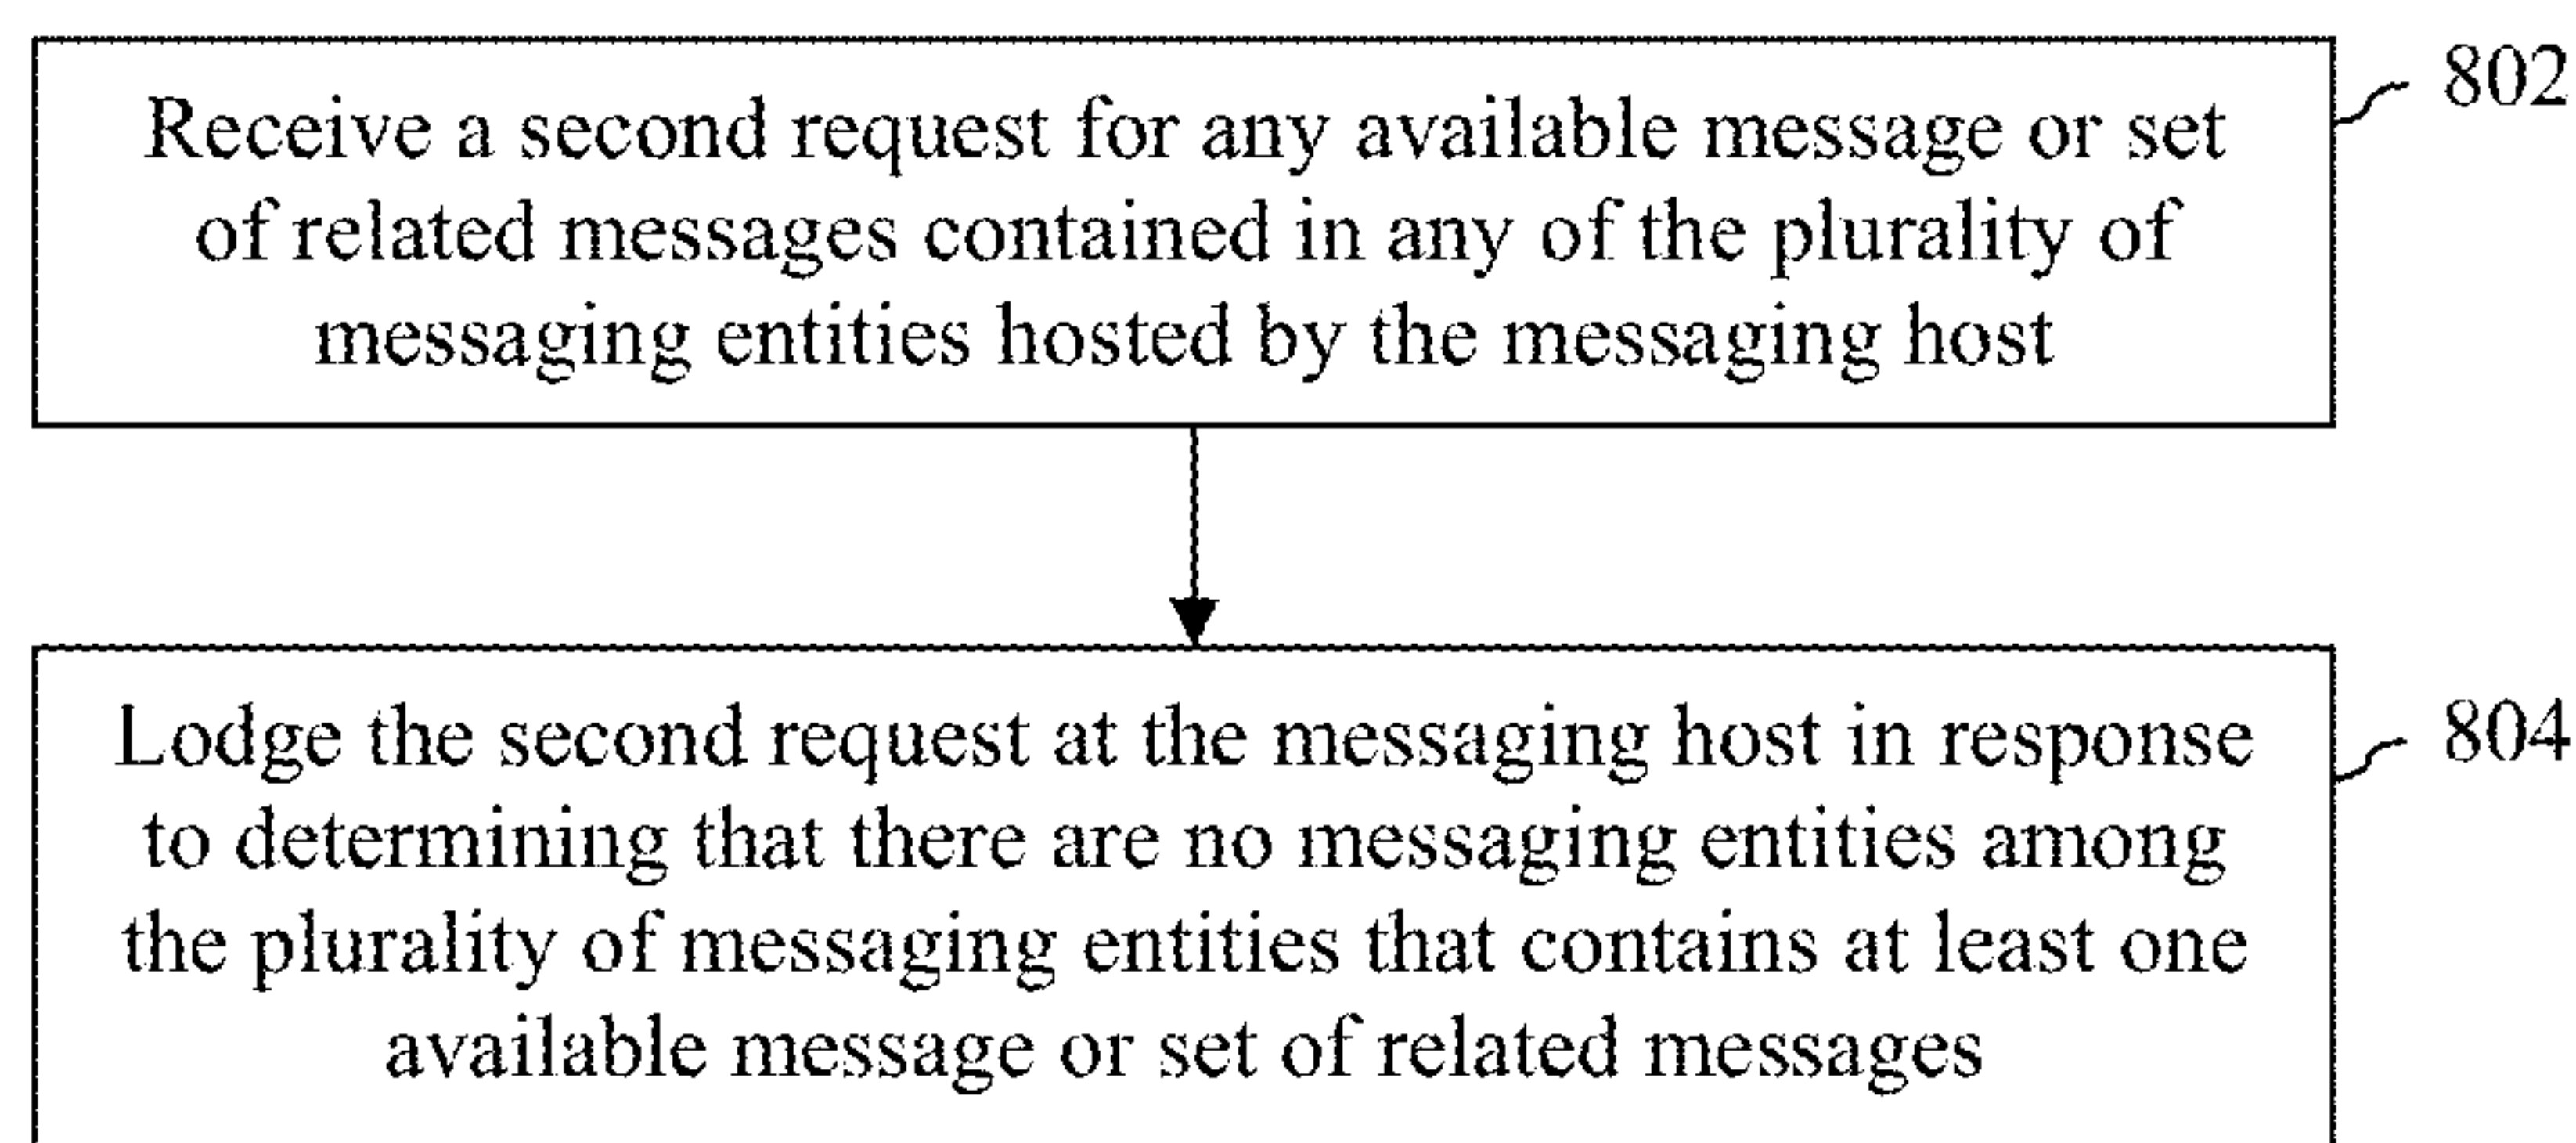 Receive a second request for any available message or set
802
of related messages contained in any of the plurality of
messaging entities hosted by the messaging host
Lodge the second request at the messaging host in response
804
to determining that there are no messaging entities among
the plurality of messaging entities that contains at least one
available message or set of related messages